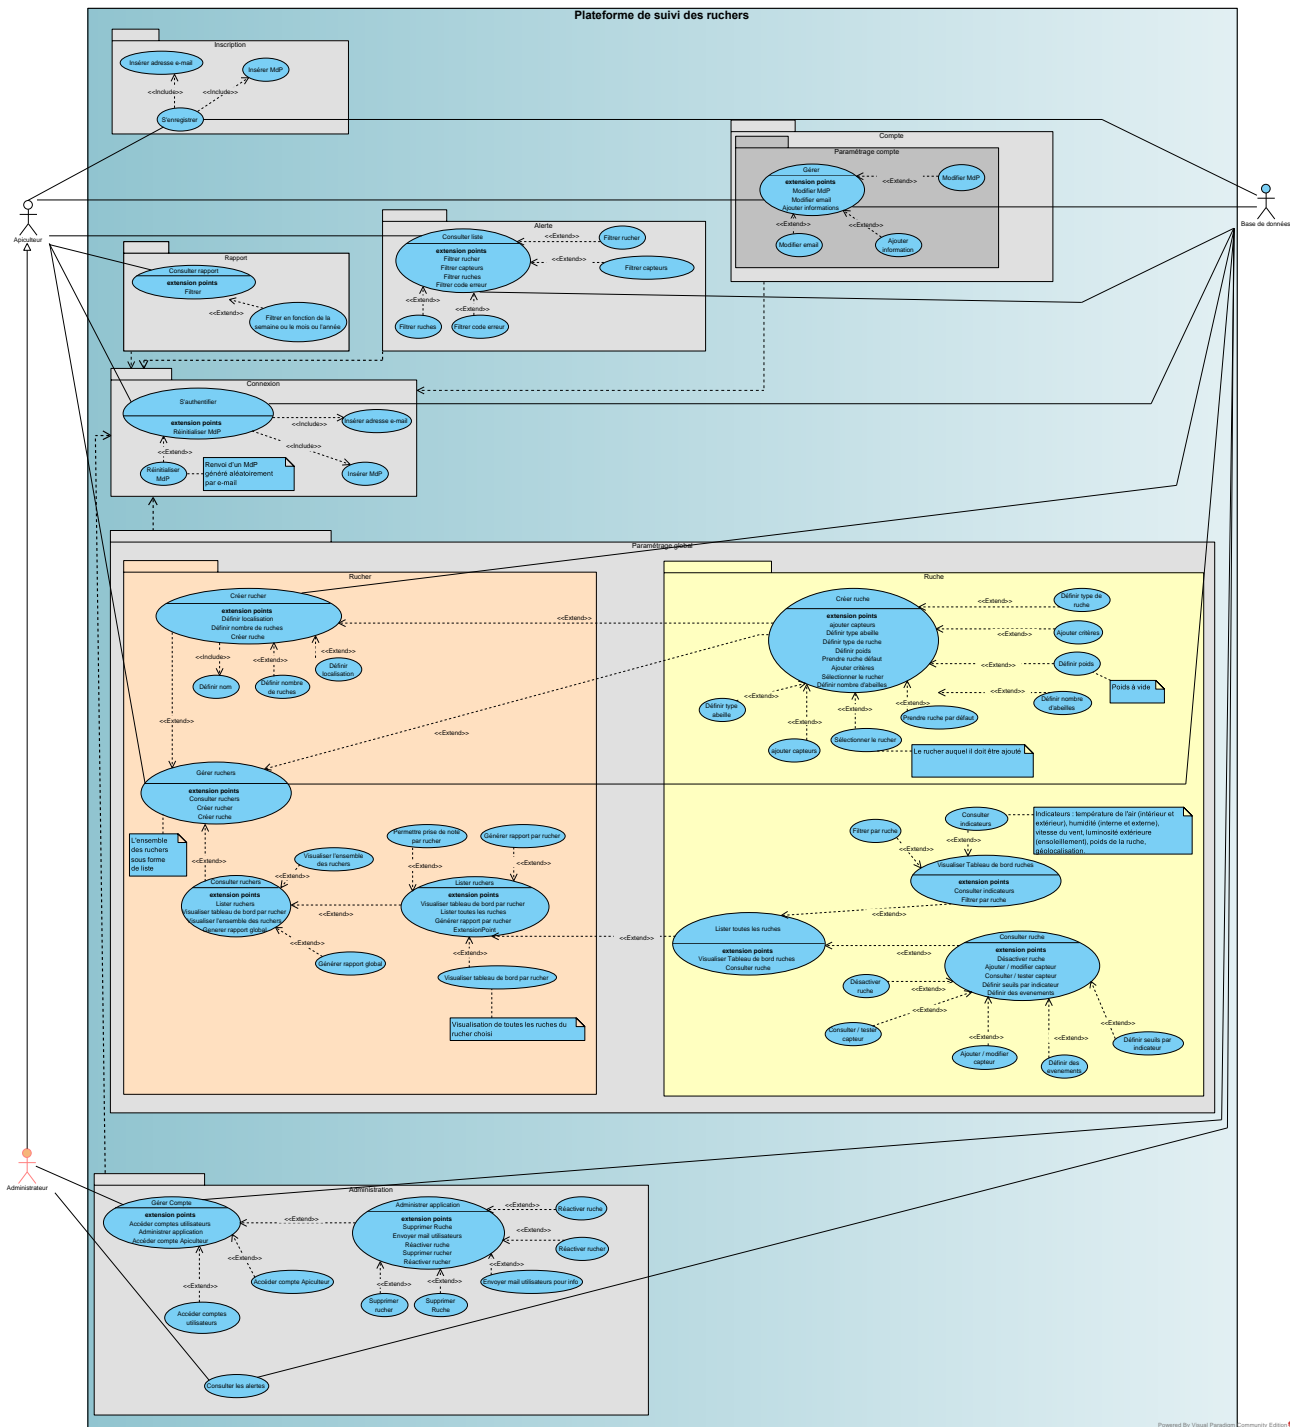 Plateforme de suivi des ruchers
Inscription
Insérer adresse e-mail
Insérer MdP
<<Include>>
<<Include>>
S'enregistrer
Compte
Paramétrage compte
Gérer
extension points
Modifier MdP
Modifier email
Ajouter informations
<<Extend>>
Modifier MdP
<<Extend>>
<<Extend>>
Modifier email
Ajouter
information
Apiculteur
Base de données
Alerte
Consulter liste
extension points
Filtrer rucher
Filtrer capteurs
Filtrer ruches
Filtrer code erreur
<<Extend>>
Filtrer rucher
<<Extend>>
Filtrer capteurs
<<Extend>>
<<Extend>>
Filtrer ruches
Filtrer code erreur
Rapport
Consulter rapport
extension points
Filtrer
<<Extend>>
Filtrer en fonction de la
semaine ou le mois ou l'année
Connexion
S'authentifier
extension points
Réinitialiser MdP
<<Include>>
Insérer adresse e-mail
<<Include>>
Insérer MdP
<<Extend>>
Réinitialiser
MdP
Renvoi d'un MdP
généré aléatoirement
par e-mail
Paramétrage global
Rucher
Créer rucher
extension points
Définir localisation
Définir nombre de ruches
Créer ruche
<<Extend>>
<<Include>>
<<Extend>>
<<Extend>>
Définir nom
Définir nombre
de ruches
Définir
localisation
<<Extend>>
<<Extend>>
Gérer ruchers
extension points
Consulter ruchers
Créer rucher
Créer ruche
L'ensemble
des ruchers
sous forme
de liste
<<Extend>>
Visualiser l'ensemble
des ruchers
<<Extend>>
Consulter ruchers
extension points
Lister ruchers
Visualiser tableau de bord par rucher
Visualiser l'ensemble des ruchers
Generer rapport global
<<Extend>>
<<Extend>>
Générer rapport global
Permettre prise de note
par rucher
Générer rapport par rucher
<<Extend>>
<<Extend>>
Lister ruchers
extension points
Visualiser tableau de bord par rucher
Lister toutes les ruches
Générer rapport par rucher
ExtensionPoint
<<Extend>>
<<Extend>>
Visualiser tableau de bord par rucher
Visualisation de toutes les ruches du
rucher choisi
Ruche
Créer ruche
extension points
ajouter capteurs
Définir type abeille
Définir type de ruche
Définir poids
Prendre ruche défaut
Ajouter critères
Sélectionner le rucher
Définir nombre d'abeilles
<<Extend>>
Définir type de
ruche
<<Extend>>
Ajouter critères
<<Extend>>
Définir poids
Poids à vide
<<Extend>>
Définir nombre
d'abeilles
<<Extend>>
Définir type
abeille
<<Extend>>
ajouter capteurs
<<Extend>>
Sélectionner le rucher
<<Extend>>
Prendre ruche par défaut
Le rucher auquel il doit être ajouté
Consulter
indicateurs
Indicateurs : température de l'air (intérieur et
extérieur), humidité (interne et externe),
vitesse du vent, luminosité extérieure
(ensoleillement), poids de la ruche,
géolocalisation.
Filtrer par ruche
<<Extend>>
<<Extend>>
Visualiser Tableau de bord ruches
extension points
Consulter indicateurs
Filtrer par ruche
<<Extend>>
Lister toutes les ruches
extension points
Visualiser Tableau de bord ruches
Consulter ruche
<<Extend>>
Consulter ruche
extension points
Désactiver ruche
Ajouter / modifier capteur
Consulter / tester capteur
Définir seuils par indicateur
Définir des evenements
Désactiver
ruche
<<Extend>>
<<Extend>>
Consulter / tester
capteur
<<Extend>>
Ajouter / modifier
capteur
<<Extend>>
Définir des
evenements
<<Extend>>
Définir seuils par
indicateur
Administrateur
Administration
Gérer Compte
extension points
Accéder comptes utilisateurs
Administrer application
Accéder compte Apiculteur
<<Extend>>
<<Extend>>
<<Extend>>
Accéder compte Apiculteur
Accéder comptes
utilisateurs
Administrer application
extension points
Supprimer Ruche
Envoyer mail utilisateurs
Réactiver ruche
Supprimer rucher
Réactiver rucher
<<Extend>>
Réactiver ruche
<<Extend>>
Réactiver rucher
<<Extend>>
Envoyer mail utilisateurs pour info
<<Extend>>
<<Extend>>
Supprimer
rucher
Supprimer
Ruche
Consulter les alertes
Powered By Visual Paradigm Community Edition